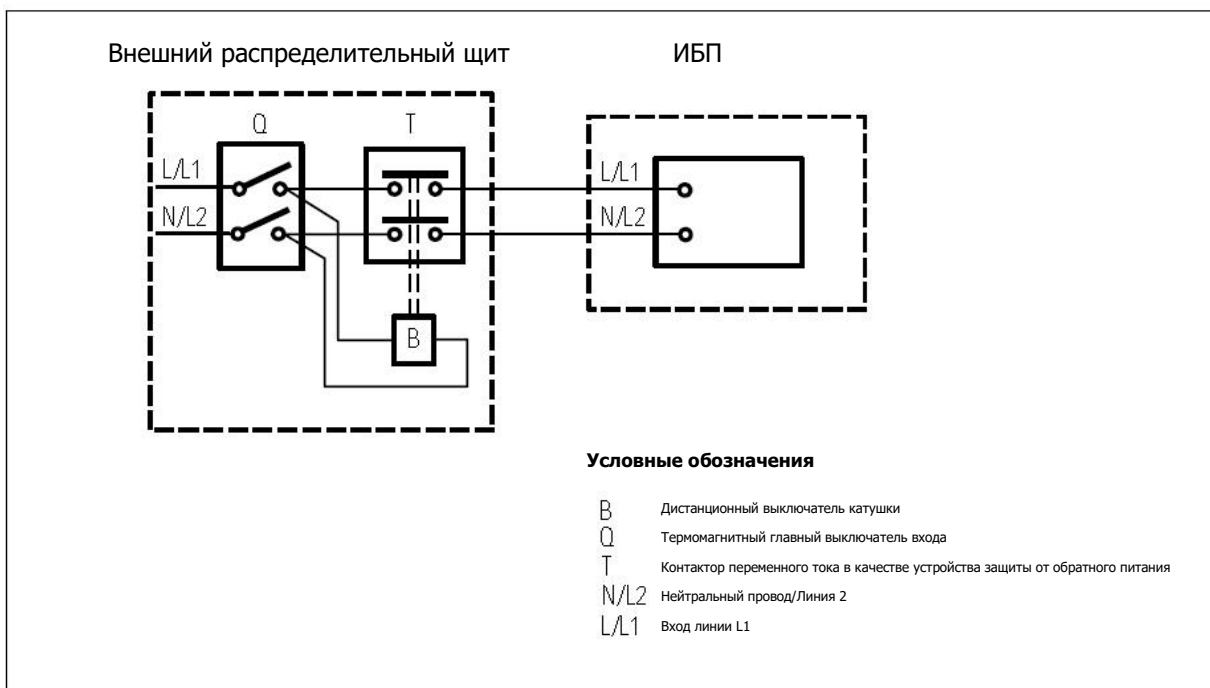 Внешний распределительный щит ИБП
Q T
L/L1 L/L1
N/L2 N/L2
B
Условные обозначения
B Дистанционный выключатель катушки
Q Термомагнитный главный выключатель входа
T Контактор переменного тока в качестве устройства защиты от обратного питания
N/L2 Нейтральный провод/Линия 2
L/L1 Вход линии L1